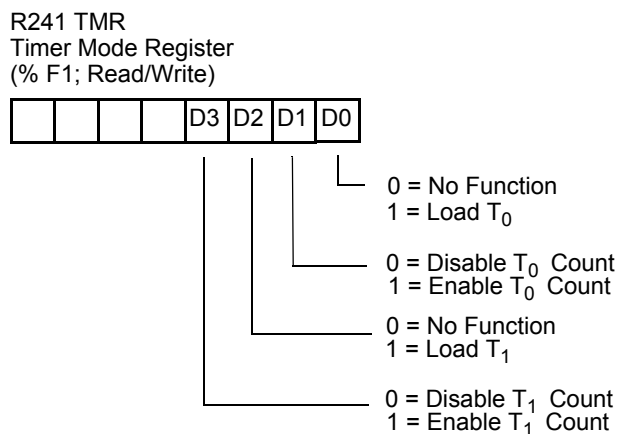 R241 TMR
Timer Mode Register
(% F1; Read/Write)
D3 D2 D1 D0
0 = No Function
1 = Load T0
0 = Disable T0 Count
1 = Enable T0 Count
0 = No Function
1 = Load T1
0 = Disable T1 Count
1 = Enable T1 Count